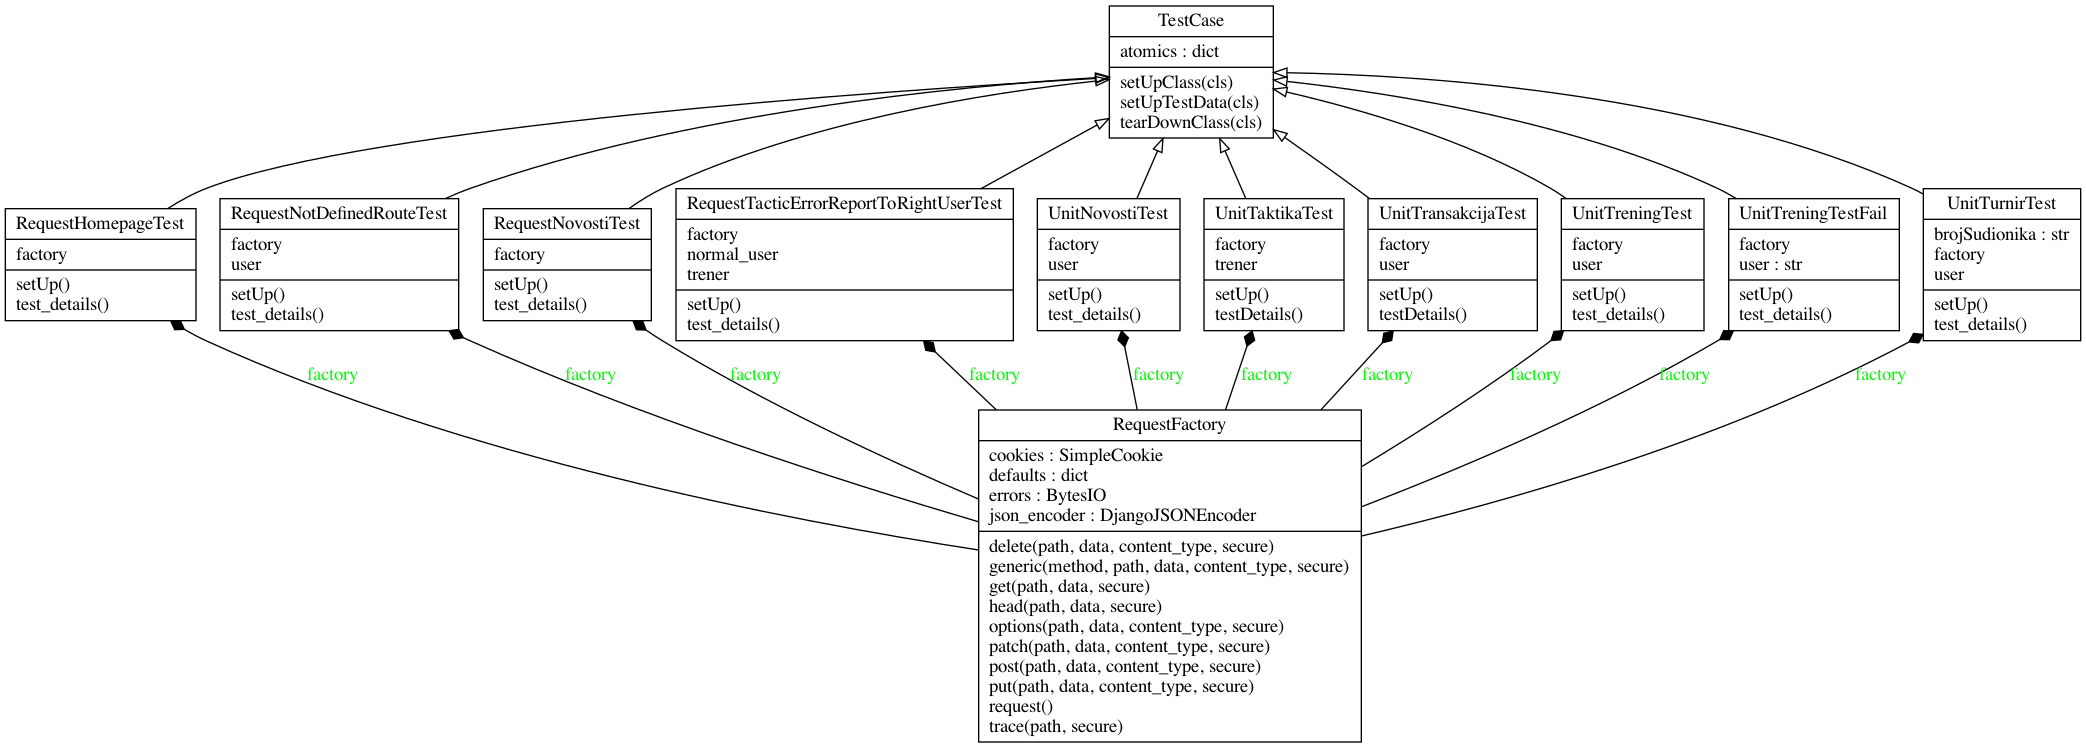 TestCase
atomics : dict
setUpClass(cls)
setUpTestData(cls)
tearDownClass(cls)
RequestHomepageTest
factory
setUp()
test_details()
RequestNotDefinedRouteTest
factory
user
setUp()
test_details()
RequestNovostiTest
factory
setUp()
test_details()
RequestTacticErrorReportToRightUserTest
factory
normal_user
trener
setUp()
test_details()
UnitNovostiTest
factory
user
setUp()
test_details()
UnitTaktikaTest
factory
trener
setUp()
testDetails()
UnitTransakcijaTest
factory
user
setUp()
testDetails()
UnitTreningTest
factory
user
setUp()
test_details()
UnitTreningTestFail
factory
user : str
setUp()
test_details()
UnitTurnirTest
brojSudionika : str
factory
user
setUp()
test_details()
factory
factory
factory
factory
factory
factory
factory
factory
factory
factory
RequestFactory
cookies : SimpleCookie
defaults : dict
errors : BytesIO
json_encoder : DjangoJSONEncoder
delete(path, data, content_type, secure)
generic(method, path, data, content_type, secure)
get(path, data, secure)
head(path, data, secure)
options(path, data, content_type, secure)
patch(path, data, content_type, secure)
post(path, data, content_type, secure)
put(path, data, content_type, secure)
request()
trace(path, secure)